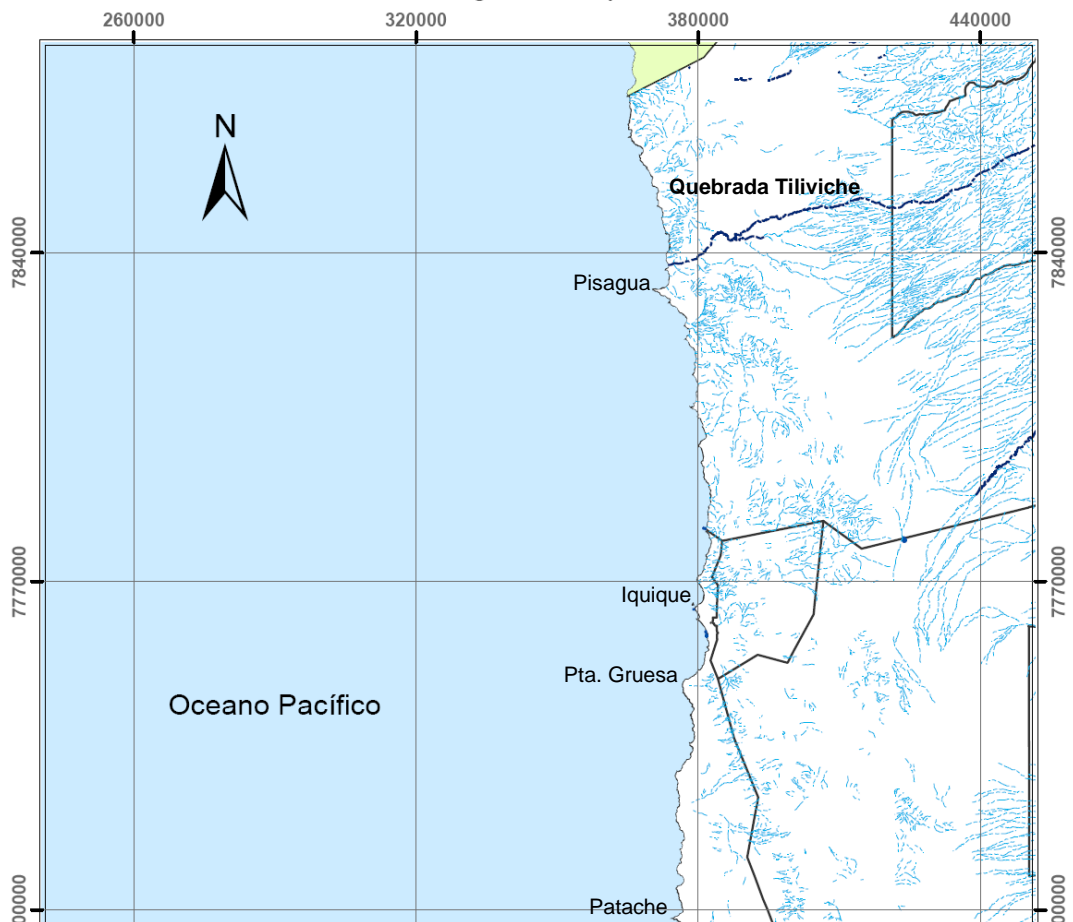 260000 320000 380000 440000
N
Quebrada Tiliviche
7840000 7840000
Pisagua
7770000 7770000
Iquique
Pta. Gruesa
Oceano Pacífico
Patache